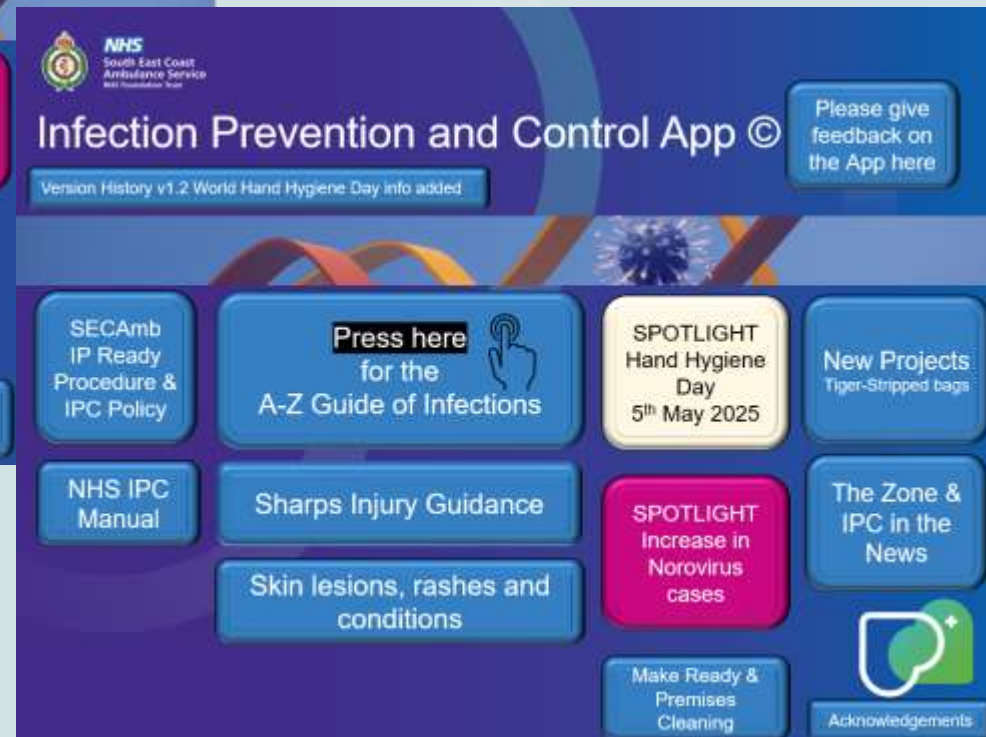 NHS
South East Coast
Ambulance Service
NHS Foundation Trust
Infection Prevention and Control App ©
Please give
feedback on
the App here
Version History v1.2 World Hand Hygiene Day info added
SECAmb
IP Ready
Procedure &
IPC Policy
Press here
for the
A-Z Guide of Infections
SPOTLIGHT
Hand Hygiene
Day
5th May 2025
New Projects
Tiger-Stripped bags
NHS IPC
Manual
Sharps Injury Guidance
SPOTLIGHT
Increase in
Norovirus
cases
The Zone &
IPC in the
News
Skin lesions, rashes and
conditions
Make Ready &
Premises
Cleaning
Acknowledgements